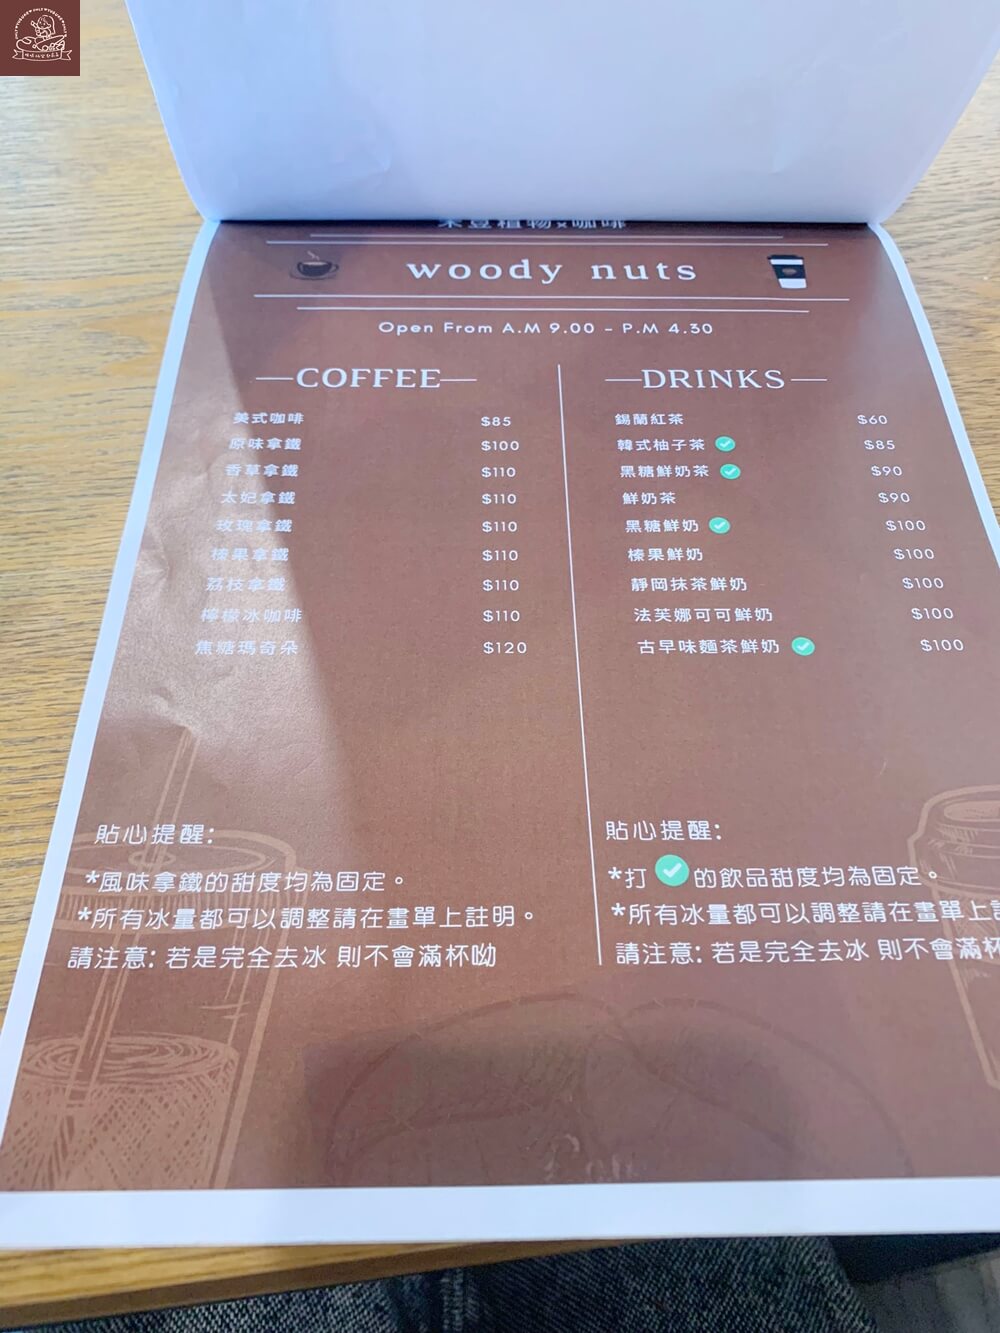 植物×咖啡
woody nuts
Open From A.M 9.00 - P.M 4.30
COFFEE
美式咖啡 $85
原味拿鐵 $100
香草拿鐵 $110
太妃拿鐵 $110
玫瑰拿鐵 $110
榛果拿鐵 $110
荔枝拿鐵 $110
檸檬冰咖啡 $110
焦糖瑪奇朵 $120
貼心提醒:
*風味拿鐵的甜度均為固定。
*所有冰量都可以調整請在畫單上註明。
請注意: 若是完全去冰 則不會滿杯呦
DRINKS
錫蘭紅茶 $60
韓式柚子茶 $85
黑糖鮮奶茶 $90
鮮奶茶 $90
黑糖鮮奶 $100
榛果鮮奶 $100
靜岡抹茶鮮奶 $100
法芙娜可可鮮奶 $100
古早味麵茶鮮奶 $100
貼心提醒:
*打 的飲品甜度均為固定。
*所有冰量都可以調整請在畫單上
請注意: 若是完全去冰 則不會滿杯